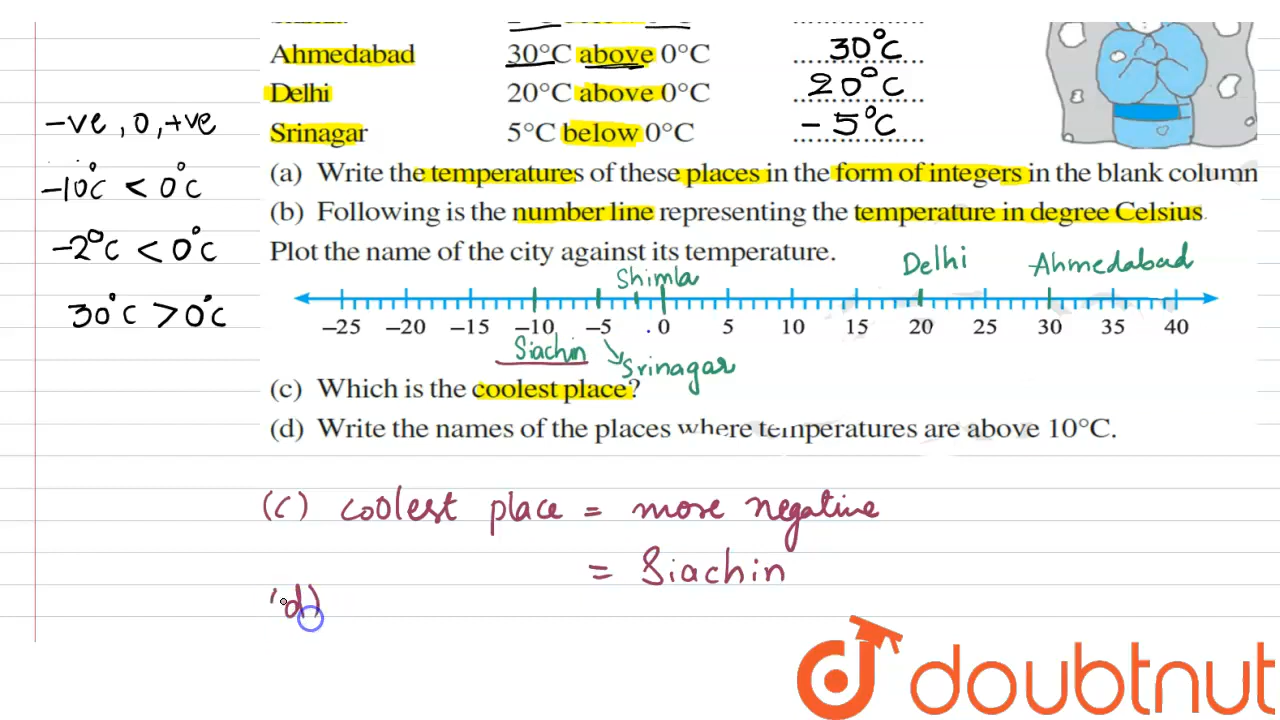 Ahmedabad 30°C above 0°C 30°C
Delhi 20°C above 0°C 20°C
Srinagar 5°C below 0°C -5°C
-ve, 0, +ve
-10°C < 0°C
-2°C < 0°C
30°C > 0°C
(a) Write the temperatures of these places in the form of integers in the blank column
(b) Following is the number line representing the temperature in degree Celsius.
Plot the name of the city against its temperature.
Shimla Delhi Ahmedabad
-25 -20 -15 -10 -5 0 5 10 15 20 25 30 35 40
Siachin Srinagar
(c) Which is the coolest place?
(d) Write the names of the places where temperatures are above 10°C.
(c) coolest place = more negative
= Siachin
(d)
doubtnut